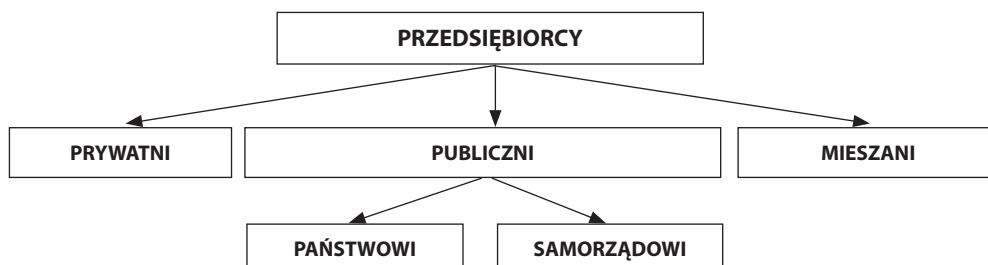 PRZEDSIĘBIORCY
PRYWATNI
PUBLICZNI
MIESZANI
PAŃSTWOWI
SAMORZĄDOWI